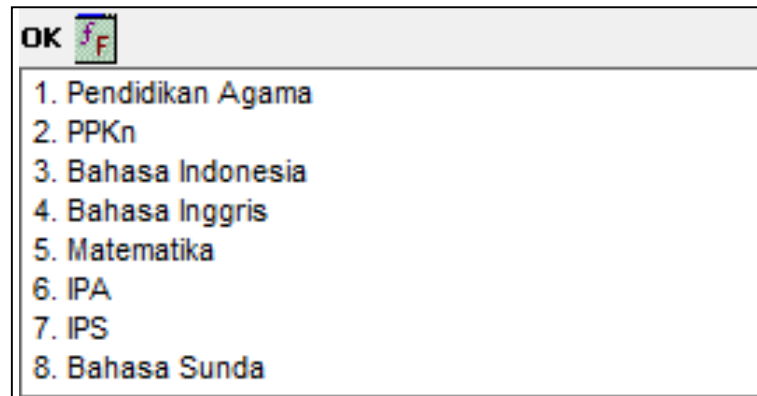 OK fF
1. Pendidikan Agama
2. PPKn
3. Bahasa Indonesia
4. Bahasa Inggris
5. Matematika
6. IPA
7. IPS
8. Bahasa Sunda